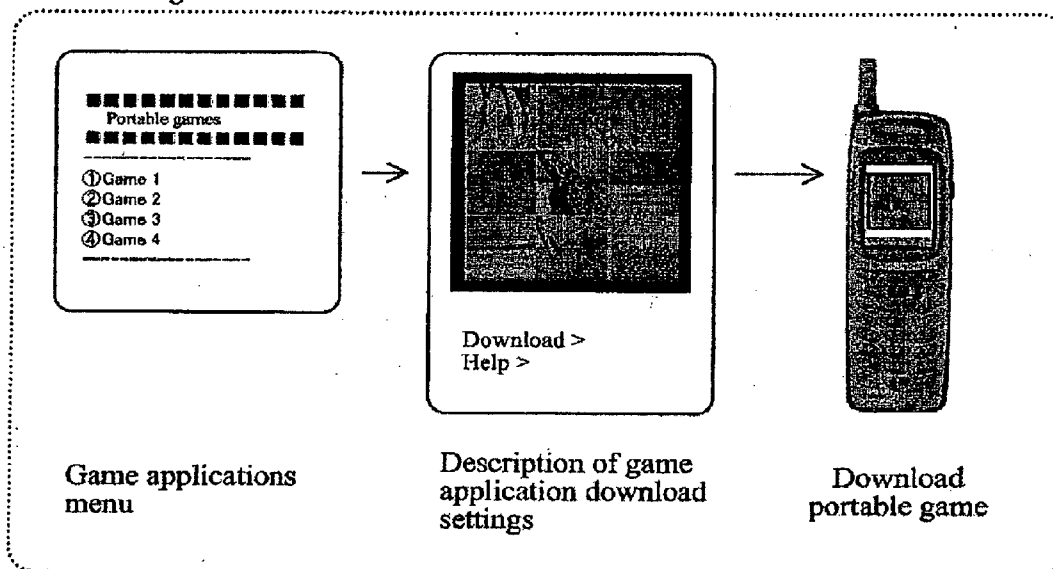 Portable games
①Game 1
②Game 2
③Game 3
④Game 4
Download >
Help >
Game applications
menu
Description of game
application download
settings
Download
portable game